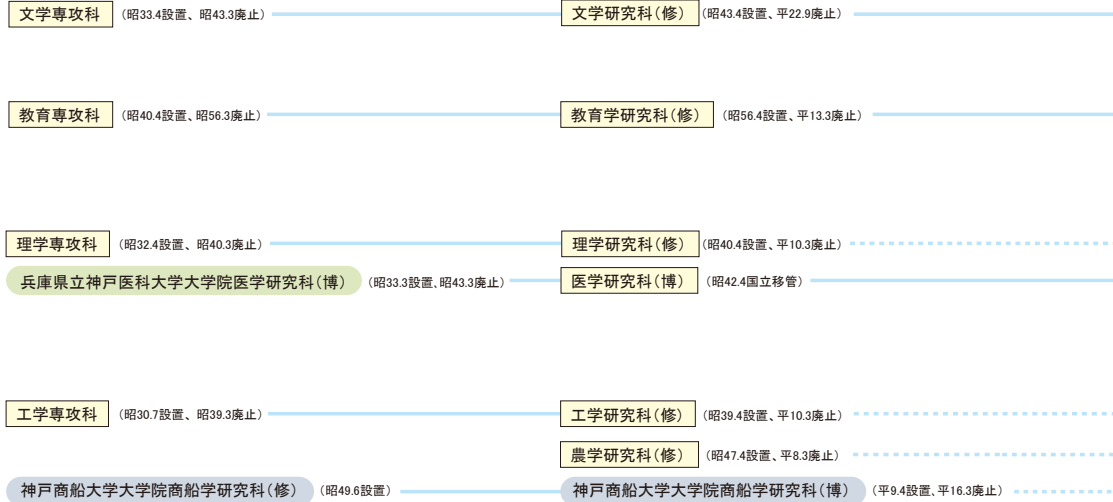 文学専攻科 （昭33.4設置、昭43.3廃止） 文学研究科（修） （昭43.4設置、平22.9廃止）
教育専攻科 （昭40.4設置、昭56.3廃止） 教育学研究科（修） （昭56.4設置、平13.3廃止）
理学専攻科 （昭32.4設置、昭40.3廃止） 理学研究科（修） （昭40.4設置、平10.3廃止）
兵庫県立神戸医科大学大学院医学研究科（博） （昭33.3設置、昭43.3廃止） 医学研究科（博） （昭42.4国立移管）
工学専攻科 （昭30.7設置、昭39.3廃止） 工学研究科（修） （昭39.4設置、平10.3廃止）
農学研究科（修） （昭47.4設置、平8.3廃止）
神戸商船大学大学院商船学研究科（修） （昭49.6設置） 神戸商船大学大学院商船学研究科（博） （平9.4設置、平16.3廃止）